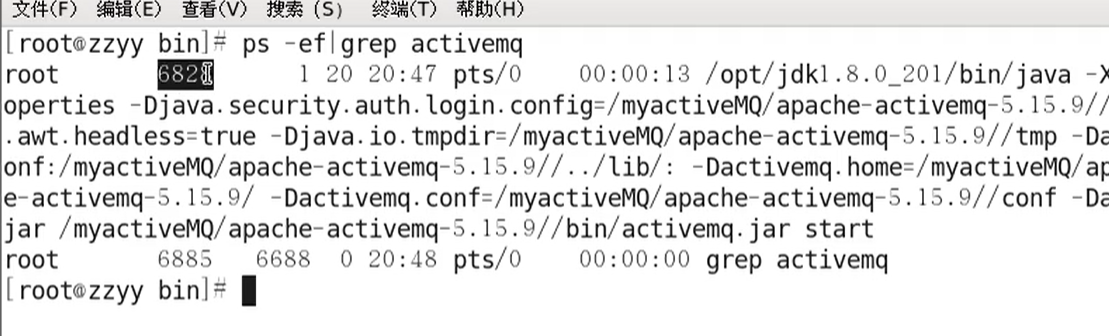 文件(F) 编辑(E) 查看(V) 搜索 (S) 终端(T) 帮助(H)
[root@zzyy bin]# ps -ef|grep activemq
root 1 20 20:47 pts/0 00:00:13 /opt/jdk1.8.0_201/bin/java -X
operties -Djava.security.auth.login.config=/myactiveMQ/apache-activemq-5.15.9//
.awt.headless=true -Djava.io.tmpdir=/myactiveMQ/apache-activemq-5.15.9//tmp -Da
onf:/myactiveMQ/apache-activemq-5.15.9//../lib/: -Dactivemq.home=/myactiveMQ/ap
e-activemq-5.15.9/ -Dactivemq.conf=/myactiveMQ/apache-activemq-5.15.9//conf -Da
jar /myactiveMQ/apache-activemq-5.15.9//bin/activemq.jar start
root 6885 6688 0 20:48 pts/0 00:00:00 grep activemq
[root@zzyy bin]#